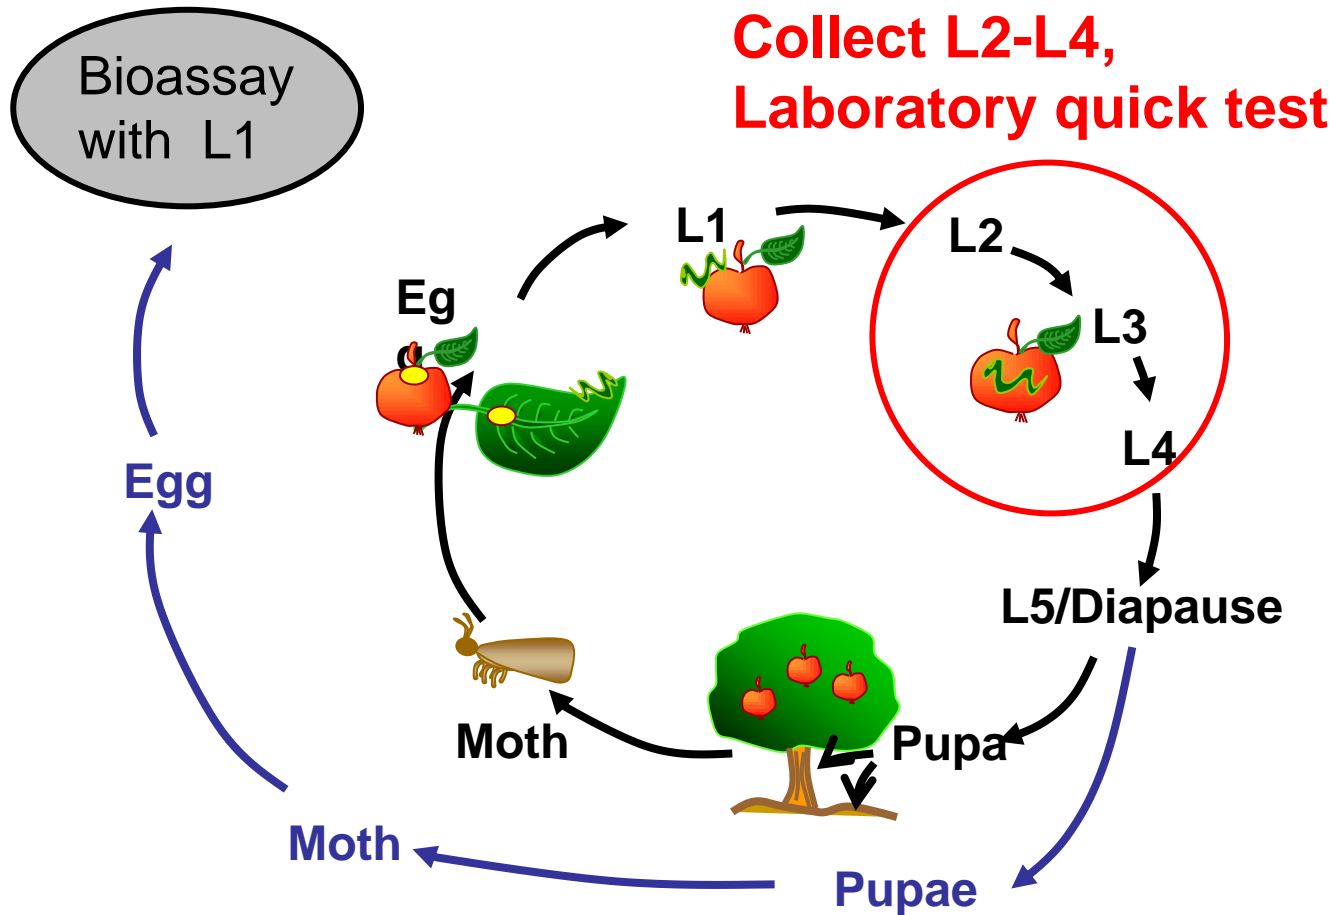 Bioassay
with L1
Collect L2-L4,
Laboratory quick test
L1
L2
L3
L4
Eg
g
L5/Diapause
Pupa
Moth
Egg
Moth
Pupae